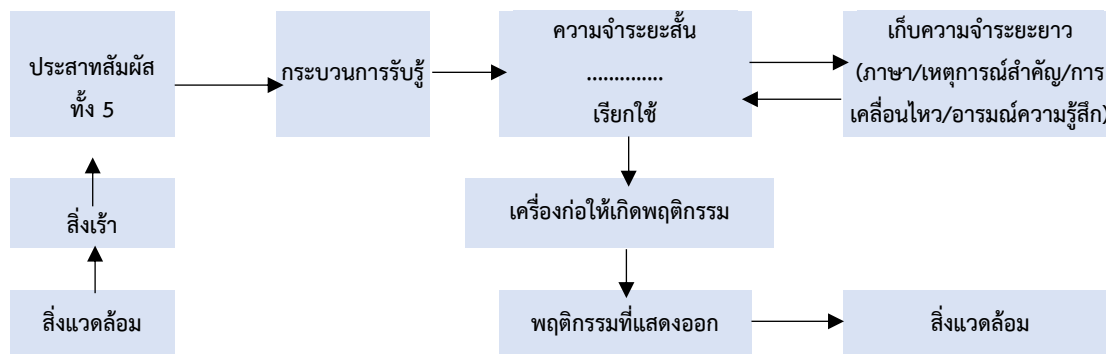 ประสาทสัมผัส
ทั้ง 5
กระบวนการรับรู้
ความจำระยะสั้น
..............
เรียกใช้
เก็บความจำระยะยาว
(ภาษา/เหตุการณ์สำคัญ/การ
เคลื่อนไหว/อารมณ์ความรู้สึก)
สิ่งเร้า
เครื่องก่อให้เกิดพฤติกรรม
สิ่งแวดล้อม
พฤติกรรมที่แสดงออก
สิ่งแวดล้อม